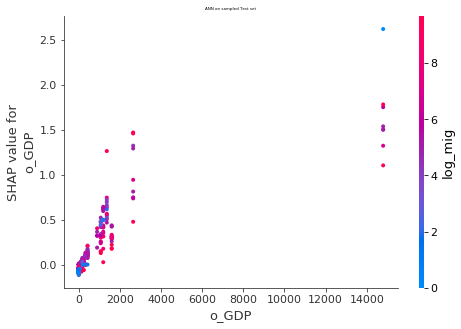 ANN on sampled Test set
2.5
2.0
1.5
1.0
0.5
0.0
SHAP value for
o_GDP
0 2000 4000 6000 8000 10000 12000 14000
o_GDP
8
6
4
2
0
log_mig